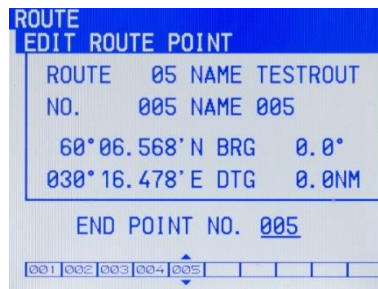 ROUTE
EDIT ROUTE POINT
ROUTE 05 NAME TESTROUT
NO. 005 NAME 005
60°06.568'N BRG 0.0°
030°16.478'E DTG 0.0NM
END POINT NO. 005
001 002 003 004 005